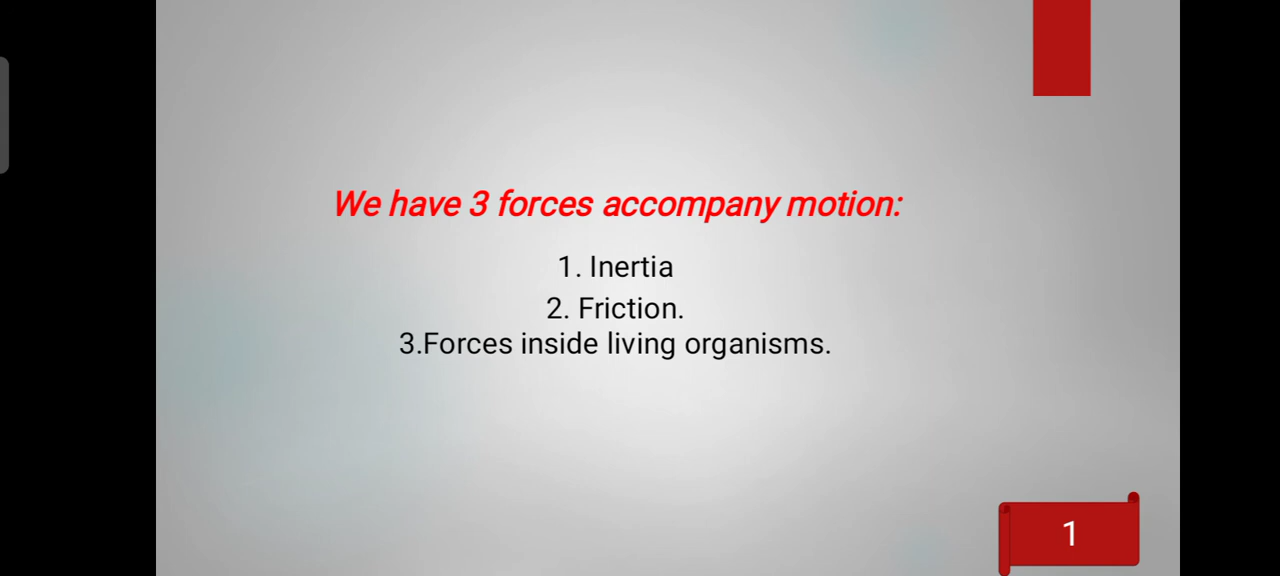 We have 3 forces accompany motion:
1. Inertia
2. Friction.
3.Forces inside living organisms.
1